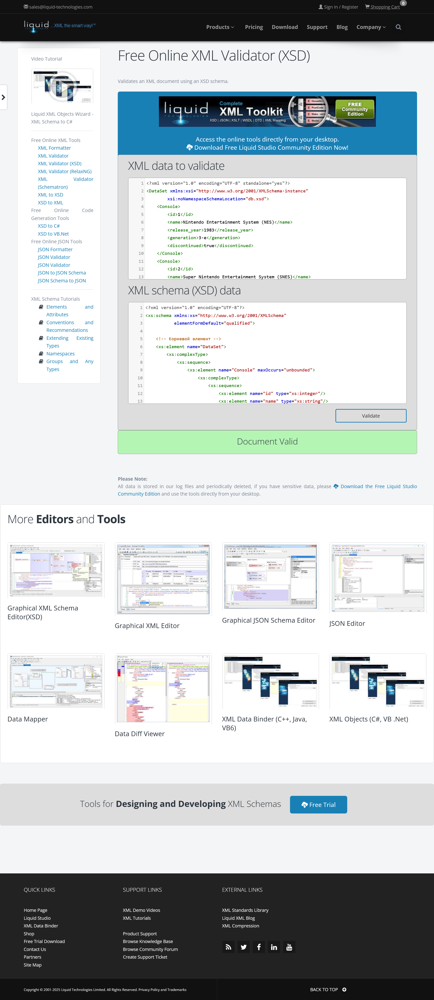 sales@liquid-technologies.com
Sign In / Register
Shopping Cart
0
liquid
TECHNOLOGIES
...XML the smart way!™
Products
Pricing
Download
Support
Blog
Company
Video Tutorial
Liquid XML Objects Wizard -
XML Schema to C#
Free Online XML Tools
XML Formatter
XML Validator
XML Validator (XSD)
XML Validator (RelaxNG)
XML Validator
(Schematron)
XML to XSD
XSD to XML
Free Online Code
Generation Tools
XSD to C#
XSD to VB.Net
Free Online JSON Tools
JSON Formatter
JSON Validator
JSON Validator
JSON to JSON Schema
JSON Schema to JSON
XML Schema Tutorials
Elements and
Attributes
Conventions and
Recommendations
Extending Existing
Types
Namespaces
Groups and Any
Types
Free Online XML Validator (XSD)
Validates an XML document using an XSD schema.
liquid
TECHNOLOGIES
Complete
XML Toolkit
XSD | JSON | XSLT | WSDL | DTD | XML Mapping
HouseNo
PostCode :
Make : strin
Model :
FREE
Community
Edition
Access the online tools directly from your desktop.
Download Free Liquid Studio Community Edition Now!
XML data to validate
1 <?xml version="1.0" encoding="UTF-8" standalone="yes"?>
2 <DataSet xmlns:xsi="http://www.w3.org/2001/XMLSchema-instance"
3 xsi:noNamespaceSchemaLocation="db.xsd">
4 <Console>
5 <id>1</id>
6 <name>Nintendo Entertainment System (NES)</name>
7 <release_year>1983</release_year>
8 <generation>3-е</generation>
9 <discontinued>true</discontinued>
10 </Console>
11 <Console>
12 <id>2</id>
13 <name>Super Nintendo Entertainment System (SNES)</name>
XML schema (XSD) data
1 <?xml version="1.0" encoding="UTF-8"?>
2 <xs:schema xmlns:xs="http://www.w3.org/2001/XMLSchema"
3 elementFormDefault="qualified">
4
5 <!-- Корневой элемент -->
6 <xs:element name="DataSet">
7 <xs:complexType>
8 <xs:sequence>
9 <xs:element name="Console" maxOccurs="unbounded">
10 <xs:complexType>
11 <xs:sequence>
12 <xs:element name="id" type="xs:integer"/>
13 <xs:element name="name" type="xs:string"/>
Validate
Document Valid
Please Note:
All data is stored in our log files and periodically deleted, if you have sensitive data, please Download the Free Liquid Studio
Community Edition and use the tools directly from your desktop.
More Editors and Tools
Graphical XML Schema
Editor(XSD)
Graphical XML Editor
Graphical JSON Schema Editor
JSON Editor
Data Mapper
Data Diff Viewer
XML Data Binder (C++, Java,
VB6)
XML Objects (C#, VB .Net)
Tools for Designing and Developing XML Schemas
Free Trial
QUICK LINKS
Home Page
Liquid Studio
XML Data Binder
Shop
Free Trial Download
Contact Us
Partners
Site Map
SUPPORT LINKS
XML Demo Videos
XML Tutorials
Product Support
Browse Knowledge Base
Browse Community Forum
Create Support Ticket
EXTERNAL LINKS
XML Standards Library
Liquid XML Blog
XML Compression
You
Tube
Copyright © 2001-2025 Liquid Technologies Limited. All Rights Reserved. Privacy Policy and Trademarks
BACK TO TOP